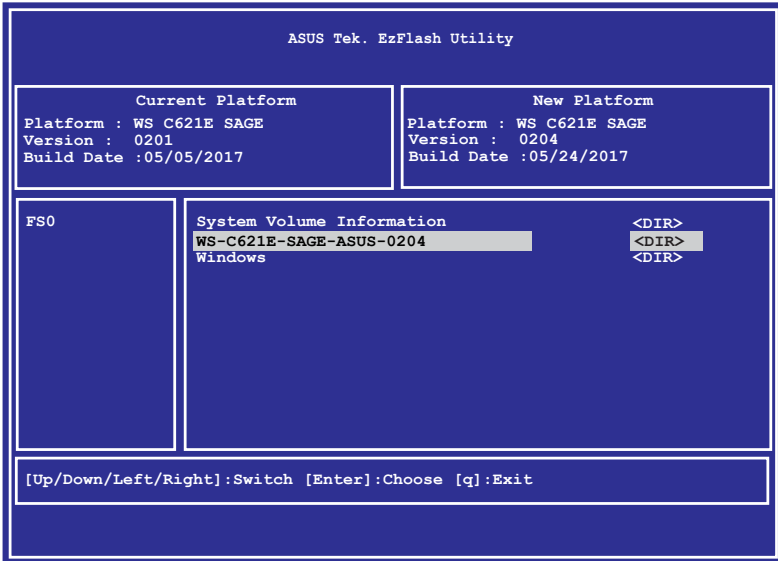 ASUS Tek. EzFlash Utility
Current Platform
Platform : WS C621E SAGE
Version : 0201
Build Date :05/05/2017
New Platform
Platform : WS C621E SAGE
Version : 0204
Build Date :05/24/2017
FS0
System Volume Information <DIR>
WS-C621E-SAGE-ASUS-0204 <DIR>
Windows <DIR>
[Up/Down/Left/Right]:Switch [Enter]:Choose [q]:Exit